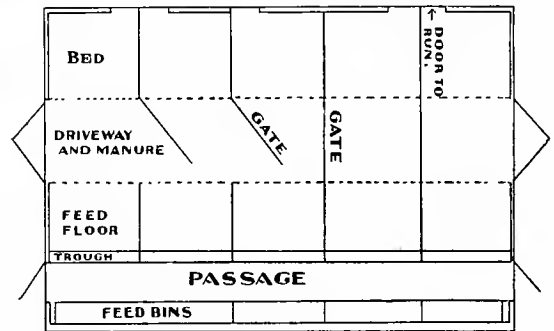 BED
↑
DOOR TO
RUN.
DRIVEWAY
AND MANURE
GATE
GATE
FEED
FLOOR
TROUGH
PASSAGE
FEED BINS